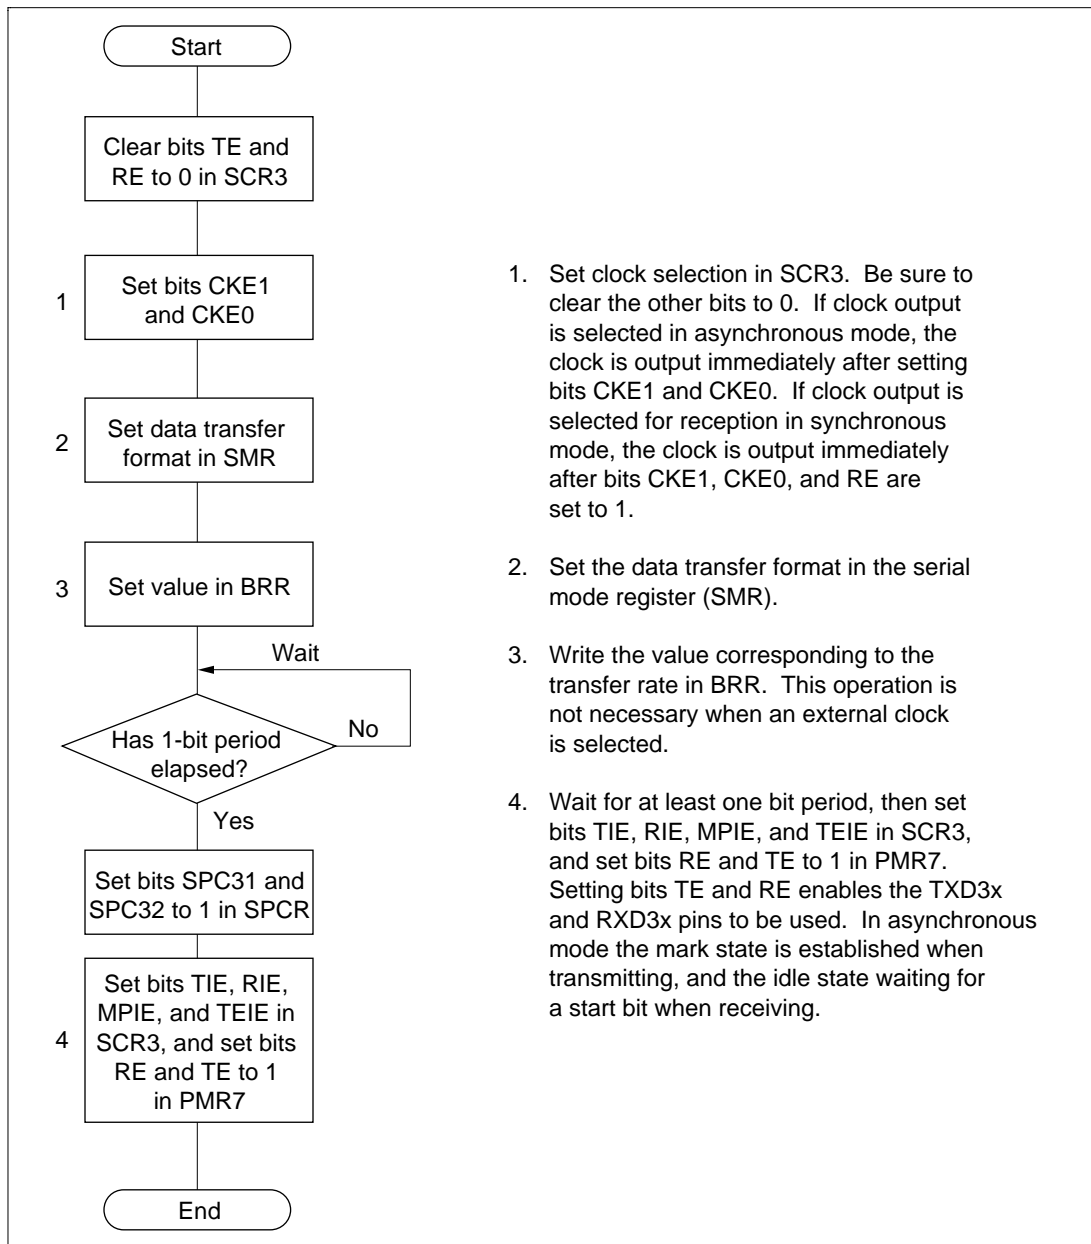 Start
Clear bits TE and
RE to 0 in SCR3
1
Set bits CKE1
and CKE0
2
Set data transfer
format in SMR
3
Set value in BRR
Wait
Has 1-bit period
elapsed?
No
Yes
Set bits SPC31 and
SPC32 to 1 in SPCR
4
Set bits TIE, RIE,
MPIE, and TEIE in
SCR3, and set bits
RE and TE to 1
in PMR7
End
1. Set clock selection in SCR3. Be sure to
clear the other bits to 0. If clock output
is selected in asynchronous mode, the
clock is output immediately after setting
bits CKE1 and CKE0. If clock output is
selected for reception in synchronous
mode, the clock is output immediately
after bits CKE1, CKE0, and RE are
set to 1.
2. Set the data transfer format in the serial
mode register (SMR).
3. Write the value corresponding to the
transfer rate in BRR. This operation is
not necessary when an external clock
is selected.
4. Wait for at least one bit period, then set
bits TIE, RIE, MPIE, and TEIE in SCR3,
and set bits RE and TE to 1 in PMR7.
Setting bits TE and RE enables the TXD3x
and RXD3x pins to be used. In asynchronous
mode the mark state is established when
transmitting, and the idle state waiting for
a start bit when receiving.